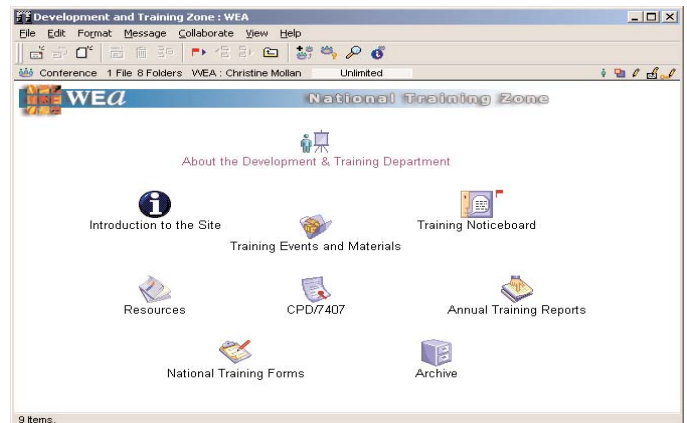 Development and Training Zone : WEA
File Edit Format Message Collaborate View Help
Conference 1 File 8 Folders WEA : Christine Mollan Unlimited
WEA National Training Zone
About the Development & Training Department
Introduction to the Site
Training Noticeboard
Training Events and Materials
Resources CPD/7407 Annual Training Reports
National Training Forms Archive
9 Items.